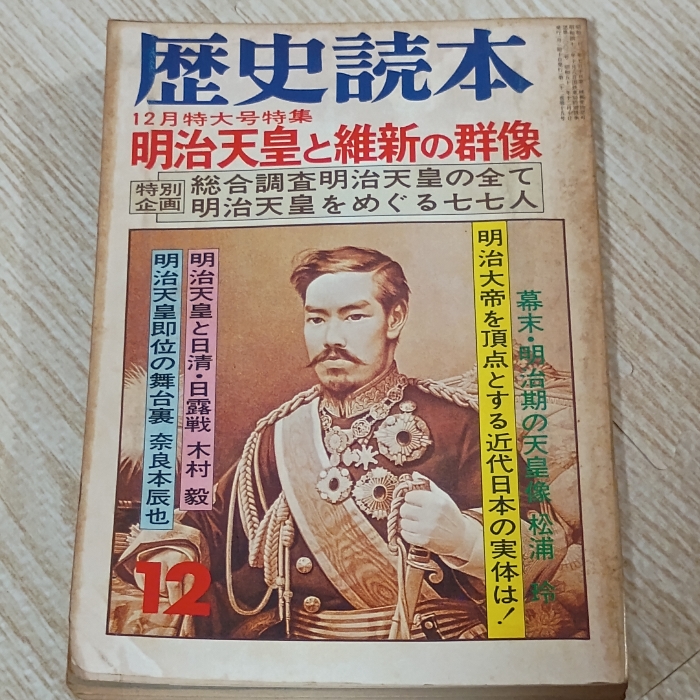 歴史読本
12月特大号特集
明治天皇と維新の群像
特別
企画
総合調査明治天皇の全て
明治天皇をめぐる七七人
幕末・明治期の天皇像 松浦 玲
明治大帝を頂点とする近代日本の実体は!
明治天皇と日清・日露戦 木村 毅
明治天皇即位の舞台裏 奈良本辰也
12